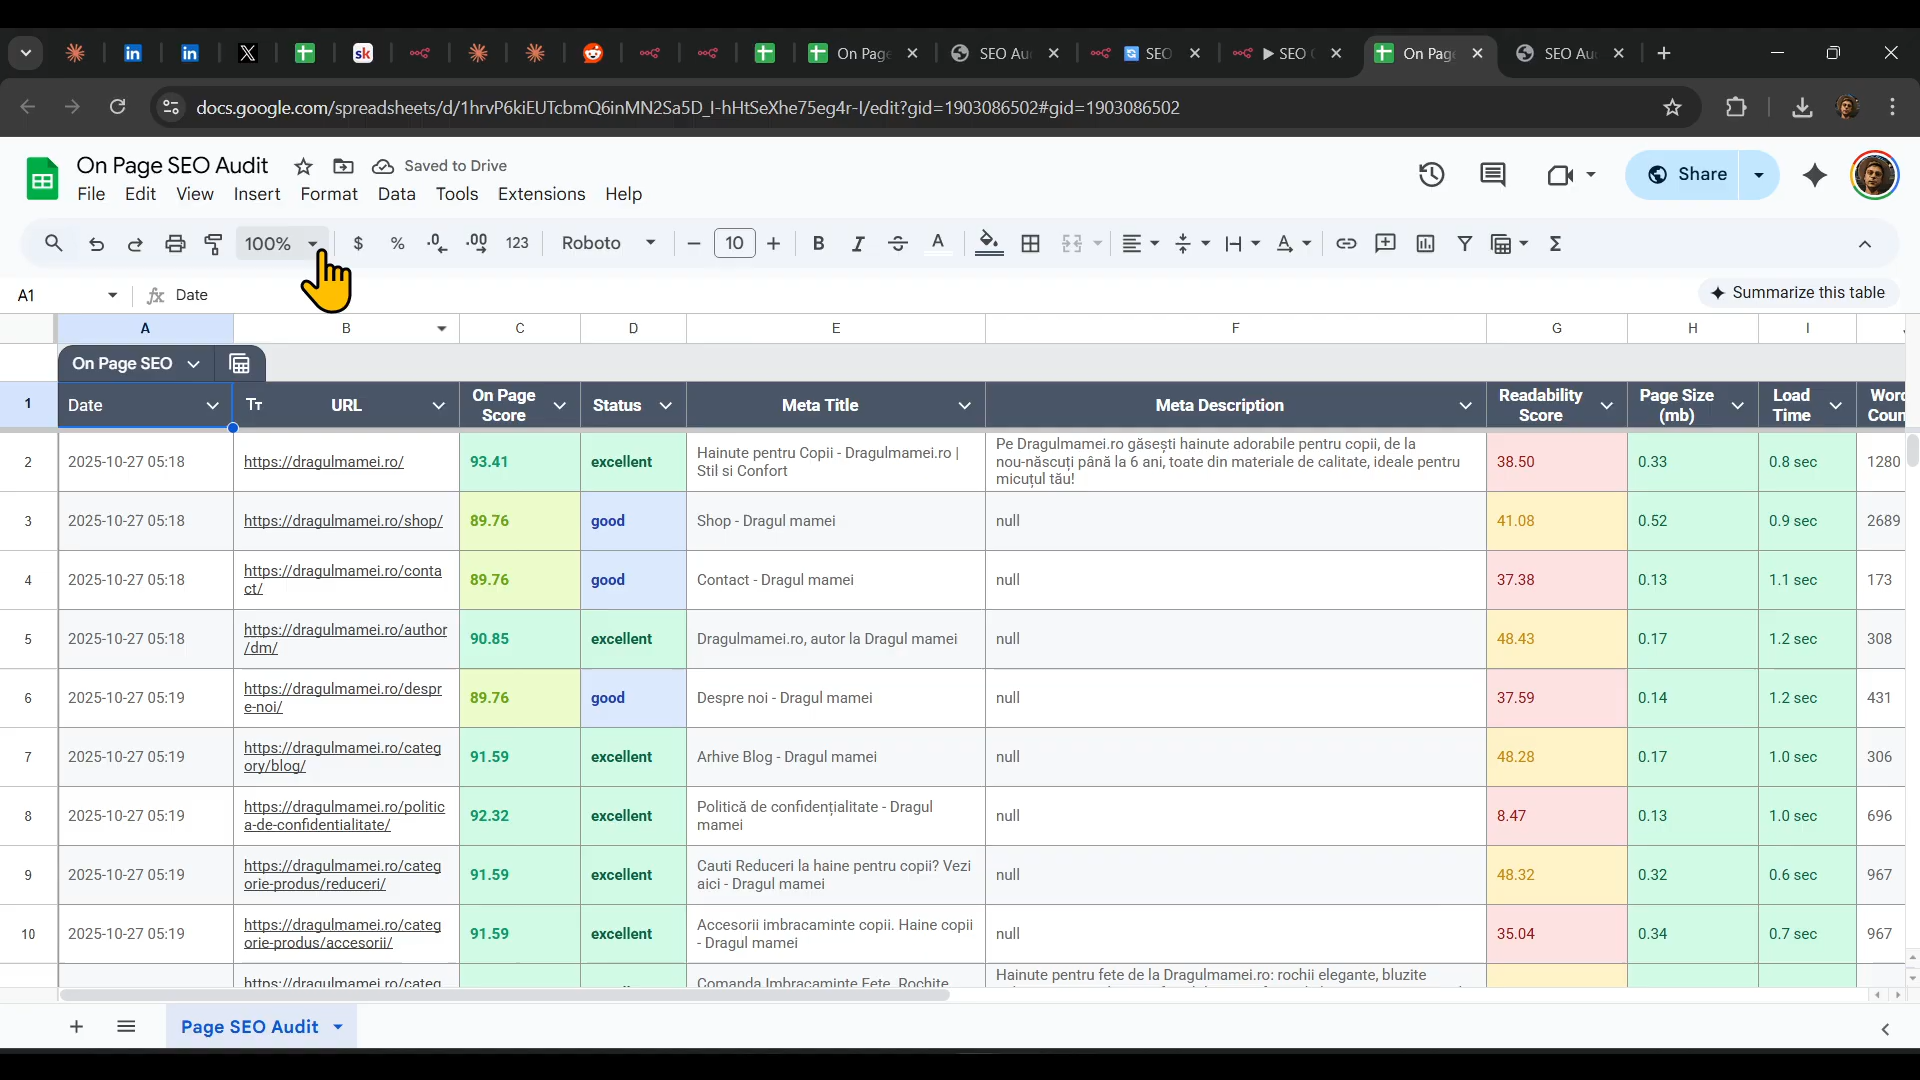 On Pag
SEO Au
SEO
SEO
On Pag
SEO Au
sk
docs.google.com/spreadsheets/d/1hrvP6kiEUTcbmQ6inMN2Sa5D_I-hHtSeXhe75eg4r-I/edit?gid=1903086502#gid=1903086502
On Page SEO Audit
Saved to Drive
File Edit View Insert Format Data Tools Extensions Help
Share
100% $ % .0 .00 123 Roboto 10 B I S A
A1 fx Date
Summarize this table
A B C D E F G H I
On Page SEO
1 Date Tт URL On Page Score Status Meta Title Meta Description Readability Score Page Size (mb) Load Time
2 2025-10-27 05:18 https://dragulmamei.ro/ 93.41 excellent Hainute pentru Copii - Dragulmamei.ro | Stil si Confort Pe Dragulmamei.ro găsești hainute adorabile pentru copii, de la nou-născuți până la 6 ani, toate din materiale de calitate, ideale pentru micuțul tău! 38.50 0.33 0.8 sec 1280
3 2025-10-27 05:18 https://dragulmamei.ro/shop/ 89.76 good Shop - Dragul mamei null 41.08 0.52 0.9 sec 2689
4 2025-10-27 05:18 https://dragulmamei.ro/contact/ 89.76 good Contact - Dragul mamei null 37.38 0.13 1.1 sec 173
5 2025-10-27 05:18 https://dragulmamei.ro/author/dm/ 90.85 excellent Dragulmamei.ro, autor la Dragul mamei null 48.43 0.17 1.2 sec 308
6 2025-10-27 05:19 https://dragulmamei.ro/despre-noi/ 89.76 good Despre noi - Dragul mamei null 37.59 0.14 1.2 sec 431
7 2025-10-27 05:19 https://dragulmamei.ro/category/blog/ 91.59 excellent Arhive Blog - Dragul mamei null 48.28 0.17 1.0 sec 306
8 2025-10-27 05:19 https://dragulmamei.ro/politica-de-confidentialitate/ 92.32 excellent Politică de confidențialitate - Dragul mamei null 8.47 0.13 1.0 sec 696
9 2025-10-27 05:19 https://dragulmamei.ro/categorie-produs/reduceri/ 91.59 excellent Cauti Reduceri la haine pentru copii? Vezi aici - Dragul mamei null 48.32 0.32 0.6 sec 967
10 2025-10-27 05:19 https://dragulmamei.ro/categorie-produs/accesorii/ 91.59 excellent Accesorii imbracaminte copii. Haine copii - Dragul mamei null 35.04 0.34 0.7 sec 967
https://dragulmamei.ro/categ Comanda Imbracaminte Fete, Rochite Hainute pentru fete de la Dragulmamei.ro: rochii elegante, bluzite
Page SEO Audit